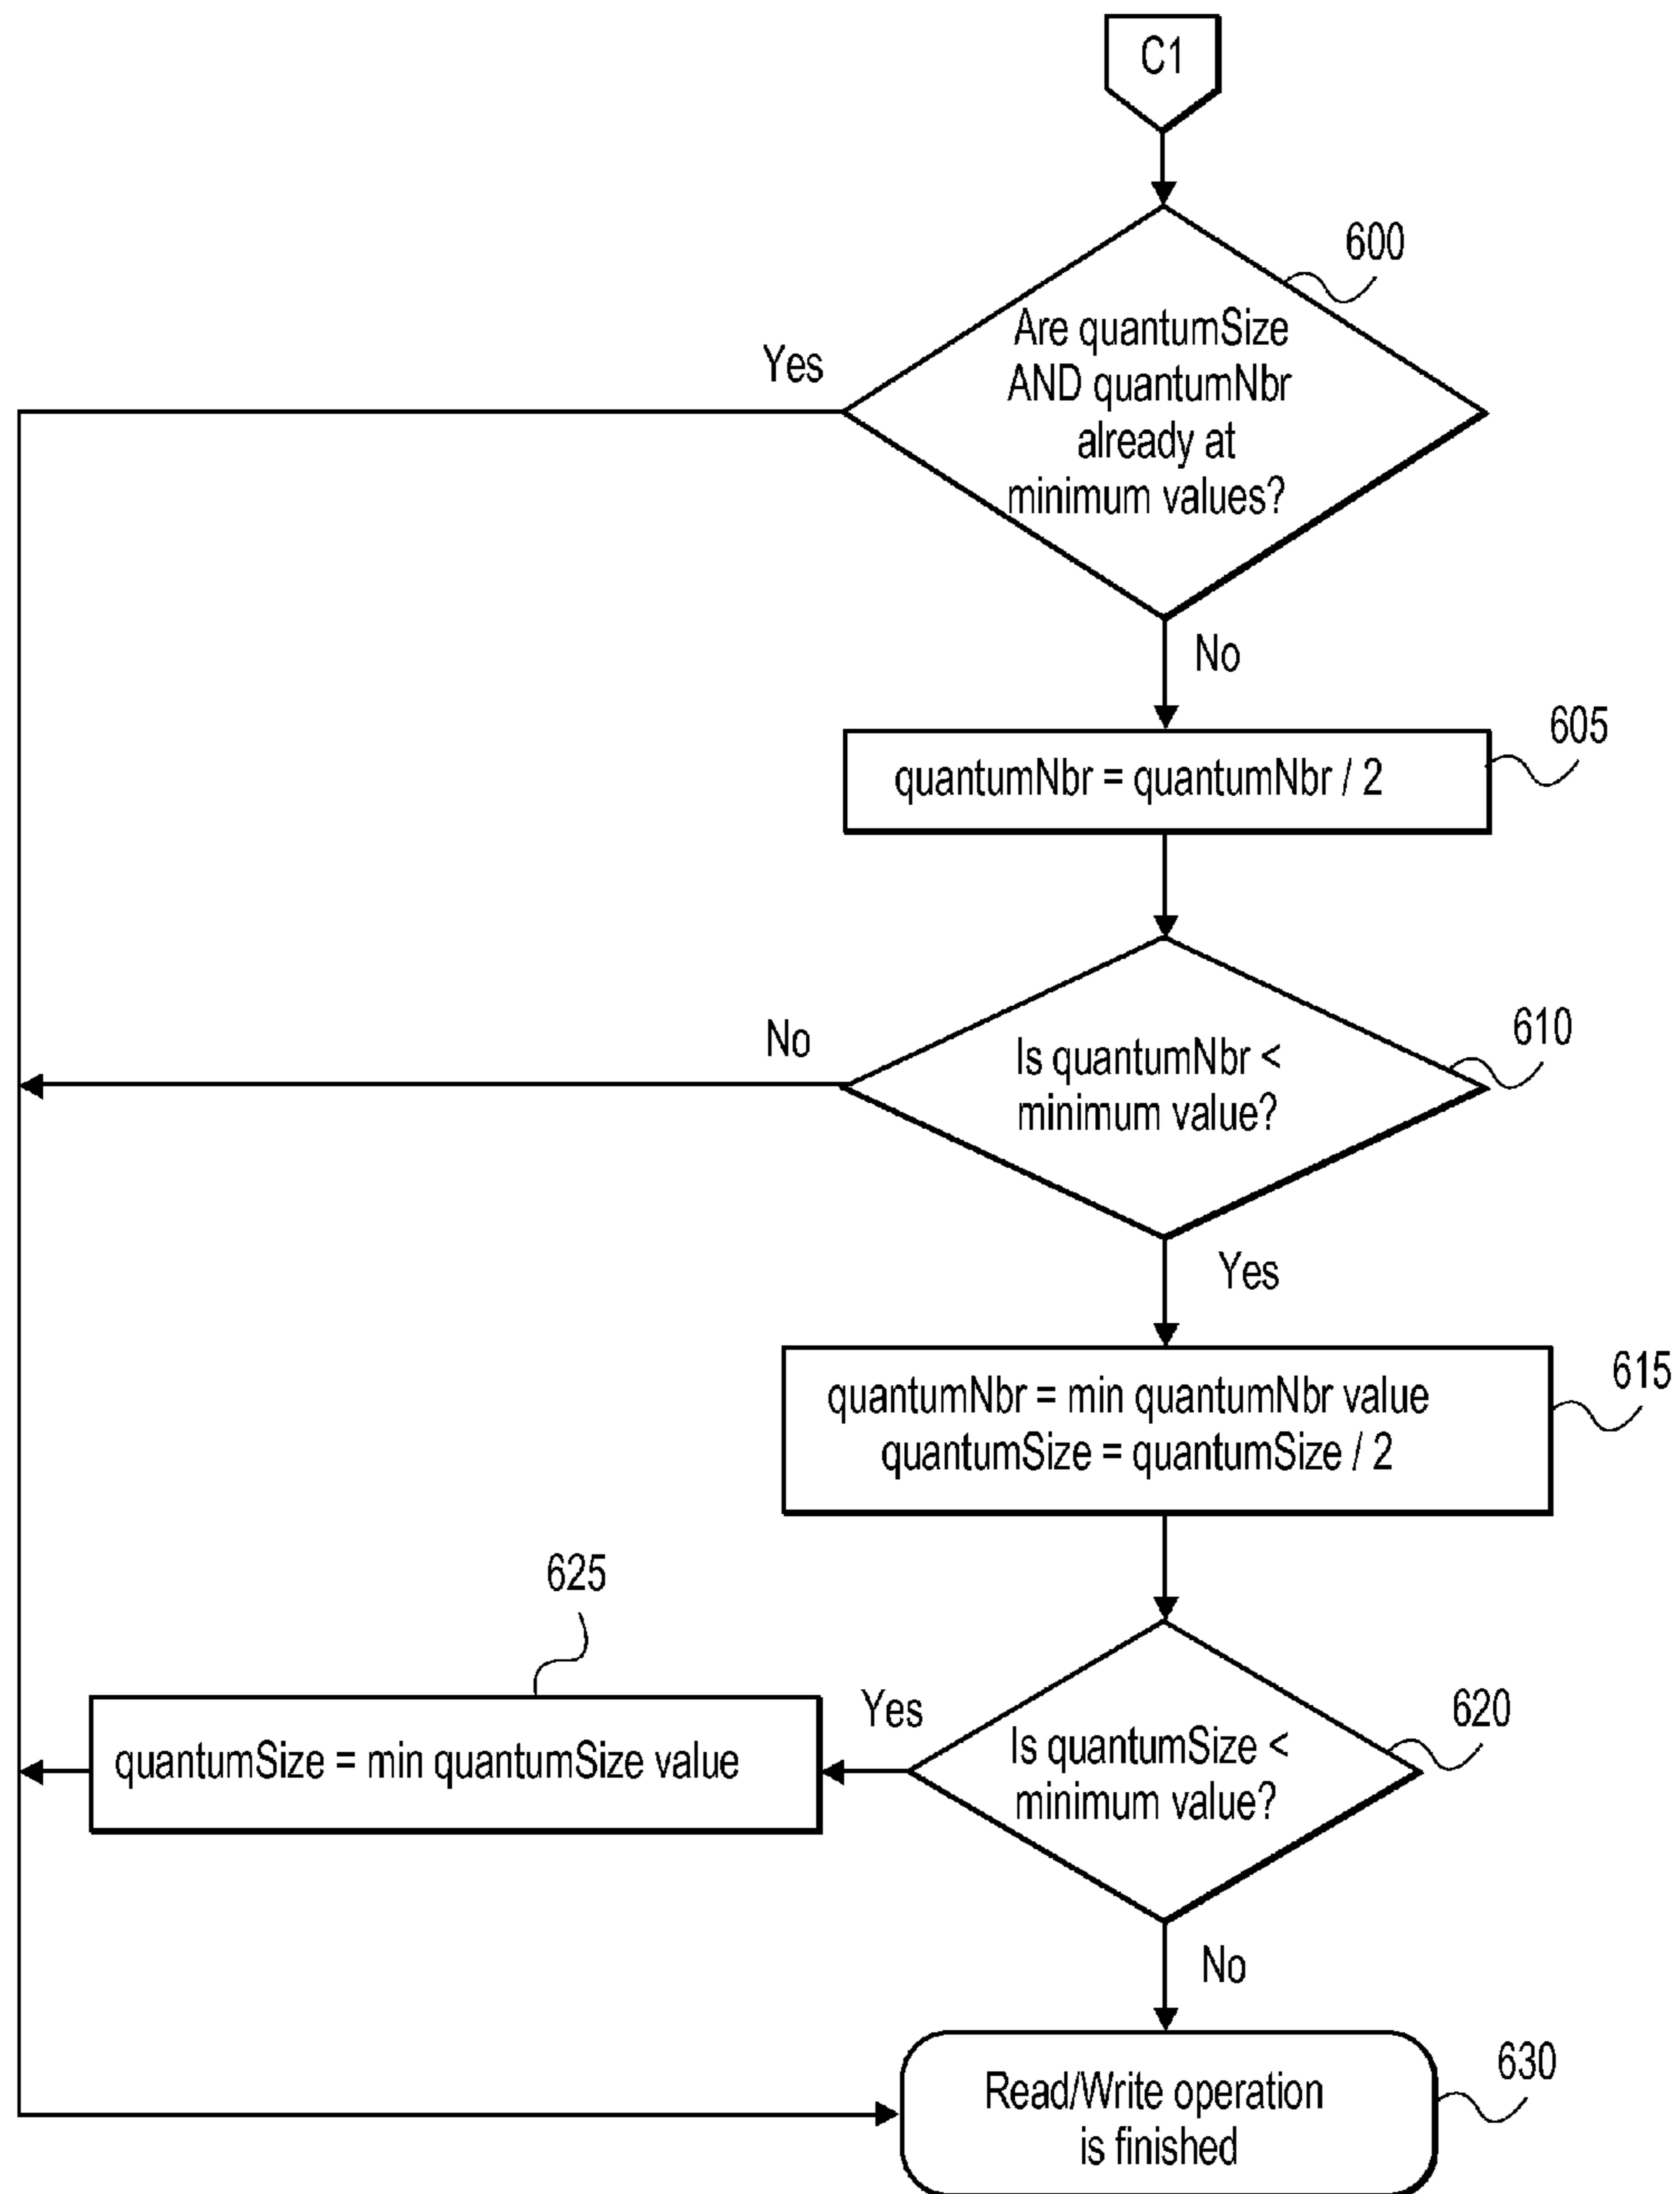 C1
600
Are quantumSize
AND quantumNbr
already at
minimum values?
Yes
No
605
quantumNbr = quantumNbr / 2
610
Is quantumNbr <
minimum value?
No
Yes
615
quantumNbr = min quantumNbr value
quantumSize = quantumSize / 2
620
Is quantumSize <
minimum value?
Yes
625
quantumSize = min quantumSize value
No
630
Read/Write operation
is finished